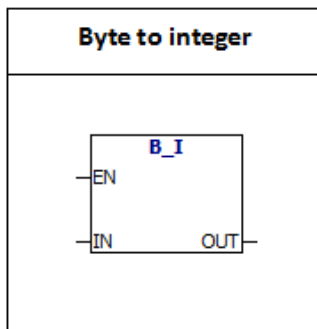 Byte to integer
B_I
EN
IN OUT